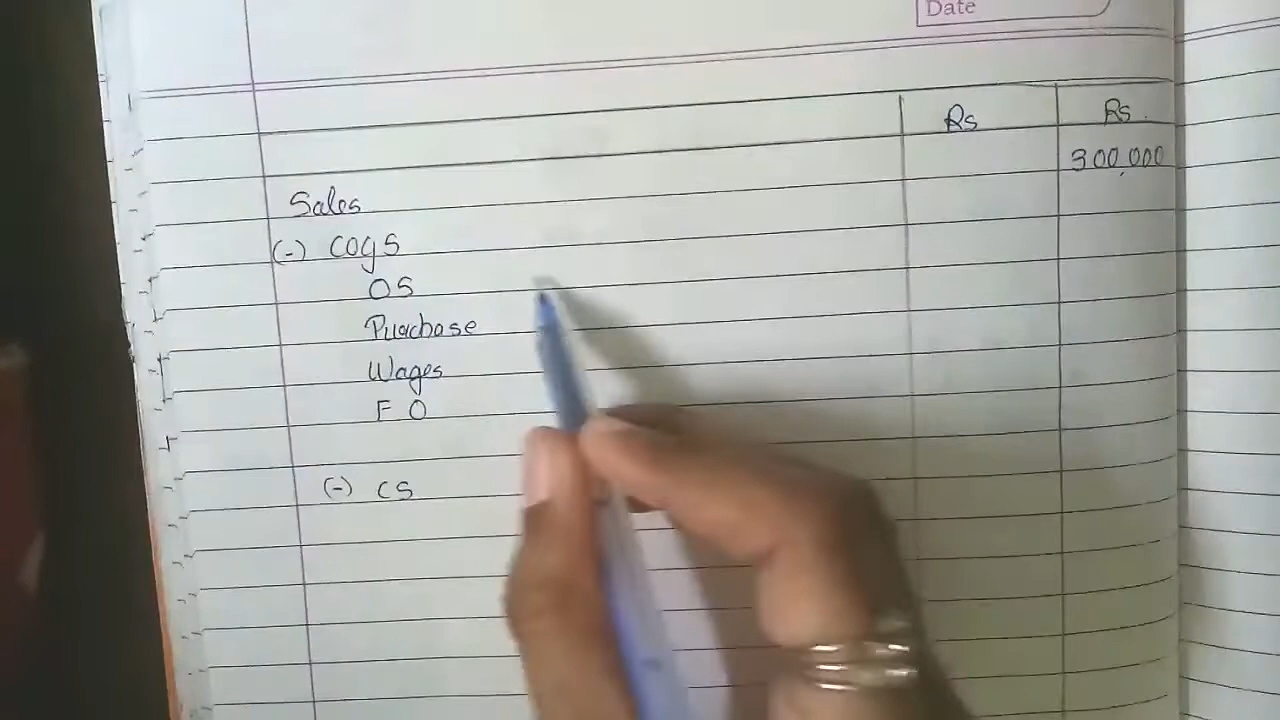 Date
Rs Rs.
300,000
Sales
(-) COGS
OS
Purchase
Wages
F O
(-) CS